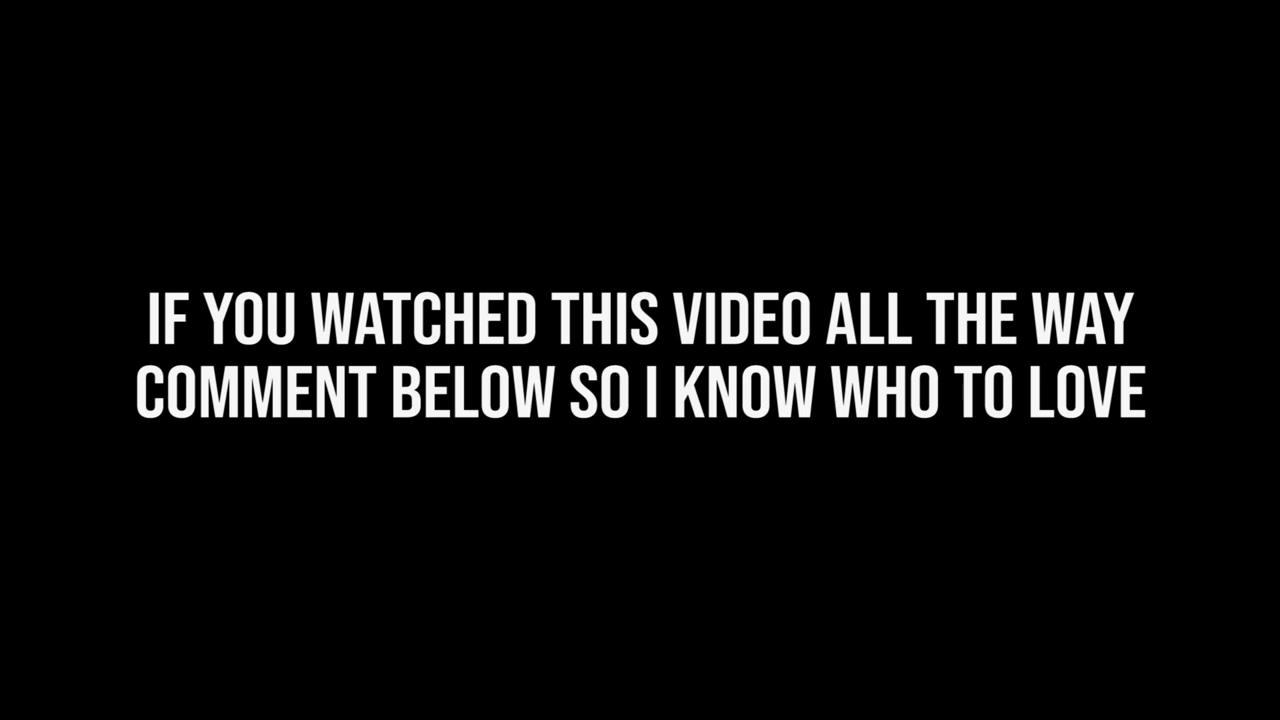 IF YOU WATCHED THIS VIDEO ALL THE WAY
COMMENT BELOW SO I KNOW WHO TO LOVE